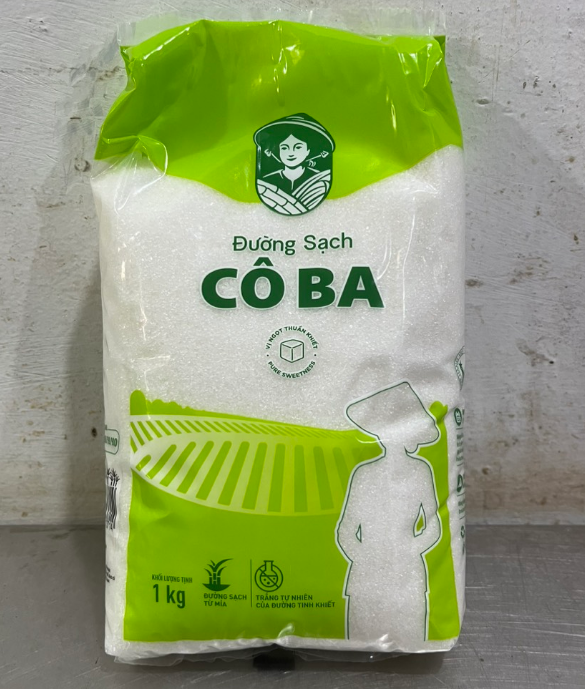 Đường Sạch
CÔ BA
VỊ NGỌT THUẦN KHIẾT
PURE SWEETNESS
KHỐI LƯỢNG TỊNH
1 kg
ĐƯỜNG SẠCH
TỪ MÍA
TRẮNG TỰ NHIÊN
CỦA ĐƯỜNG TINH KHIẾT